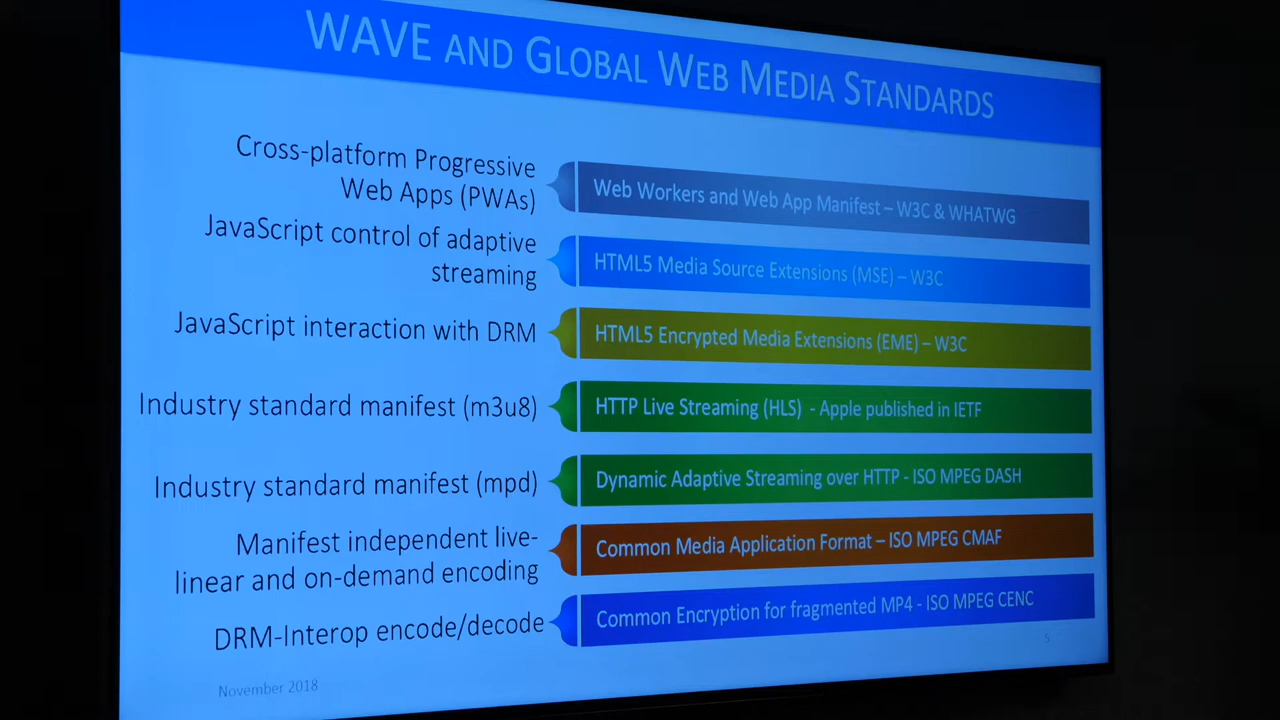 WAVE AND GLOBAL WEB MEDIA STANDARDS
Cross-platform Progressive
Web Apps (PWAs)
Web Workers and Web App Manifest – W3C & WHATWG
JavaScript control of adaptive
streaming
HTML5 Media Source Extensions (MSE) – W3C
JavaScript interaction with DRM
HTML5 Encrypted Media Extensions (EME) – W3C
Industry standard manifest (m3u8)
HTTP Live Streaming (HLS) - Apple published in IETF
Industry standard manifest (mpd)
Dynamic Adaptive Streaming over HTTP - ISO MPEG DASH
Manifest independent live-
linear and on-demand encoding
Common Media Application Format – ISO MPEG CMAF
DRM-Interop encode/decode
Common Encryption for fragmented MP4 - ISO MPEG CENC
5
November 2018